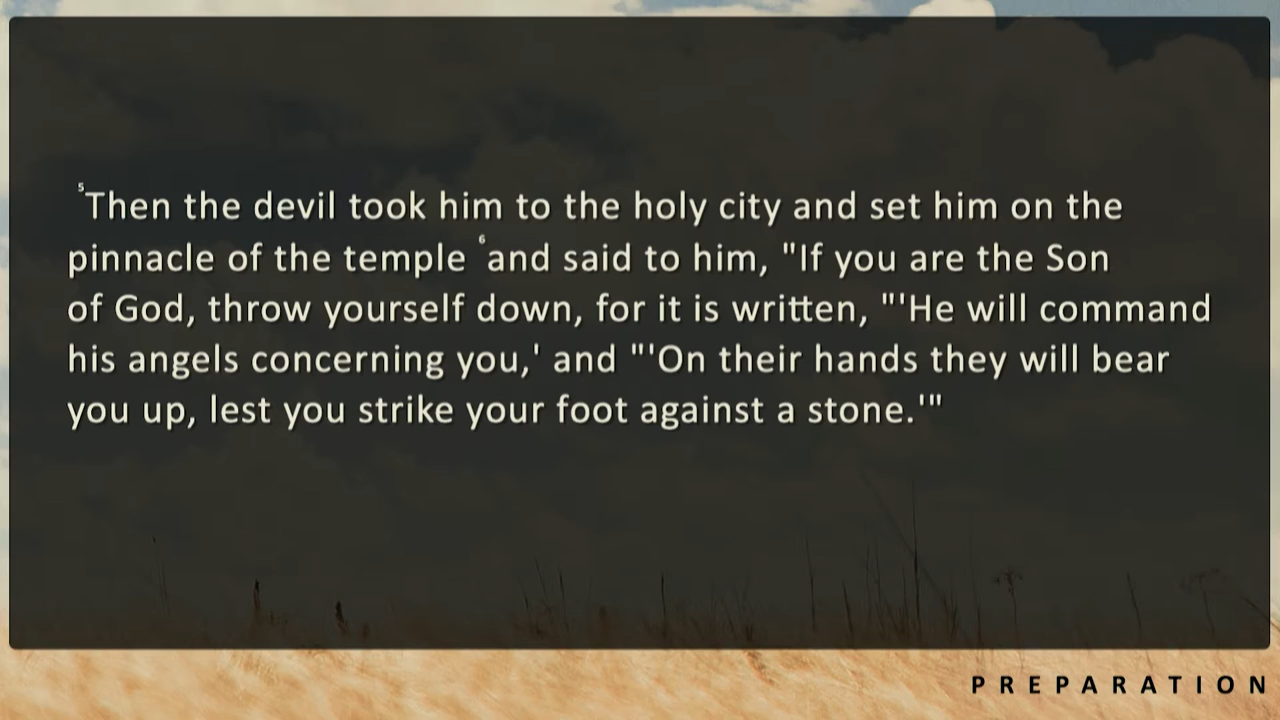 ⁵Then the devil took him to the holy city and set him on the
pinnacle of the temple ⁶and said to him, "If you are the Son
of God, throw yourself down, for it is written, "'He will command
his angels concerning you,' and "'On their hands they will bear
you up, lest you strike your foot against a stone.'"
PREPARATION